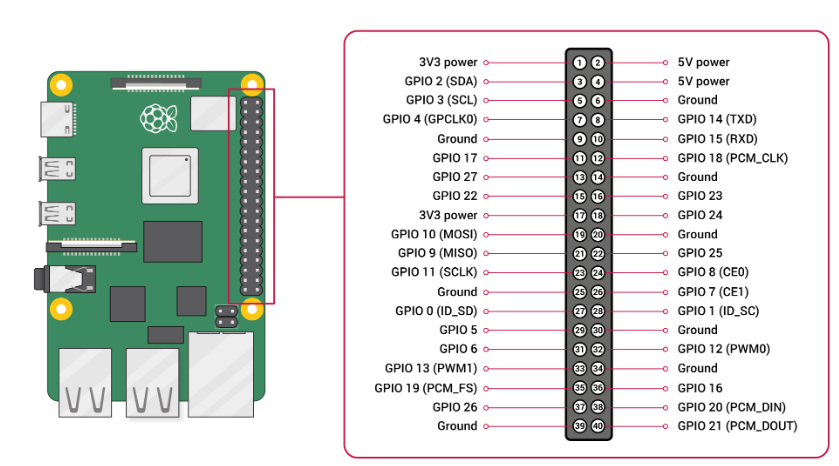 3V3 power 1 2 5V power
GPIO 2 (SDA) 3 4 5V power
GPIO 3 (SCL) 5 6 Ground
GPIO 4 (GPCLK0) 7 8 GPIO 14 (TXD)
Ground 9 10 GPIO 15 (RXD)
GPIO 17 11 12 GPIO 18 (PCM_CLK)
GPIO 27 13 14 Ground
GPIO 22 15 16 GPIO 23
3V3 power 17 18 GPIO 24
GPIO 10 (MOSI) 19 20 Ground
GPIO 9 (MISO) 21 22 GPIO 25
GPIO 11 (SCLK) 23 24 GPIO 8 (CE0)
Ground 25 26 GPIO 7 (CE1)
GPIO 0 (ID_SD) 27 28 GPIO 1 (ID_SC)
GPIO 5 29 30 Ground
GPIO 6 31 32 GPIO 12 (PWM0)
GPIO 13 (PWM1) 33 34 Ground
GPIO 19 (PCM_FS) 35 36 GPIO 16
GPIO 26 37 38 GPIO 20 (PCM_DIN)
Ground 39 40 GPIO 21 (PCM_DOUT)